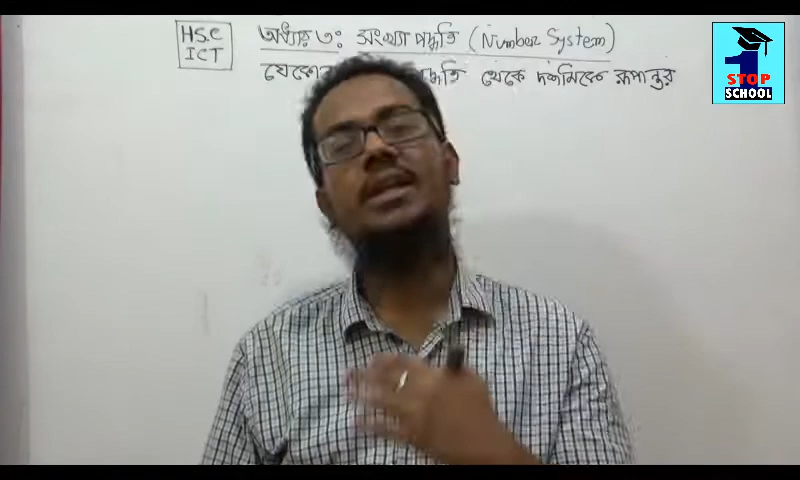 HSC
ICT
অধ্যায় ৩: সংখ্যা পদ্ধতি (Number System)
থেকে দশমিকে রূপান্তর
1
STOP
SCHOOL